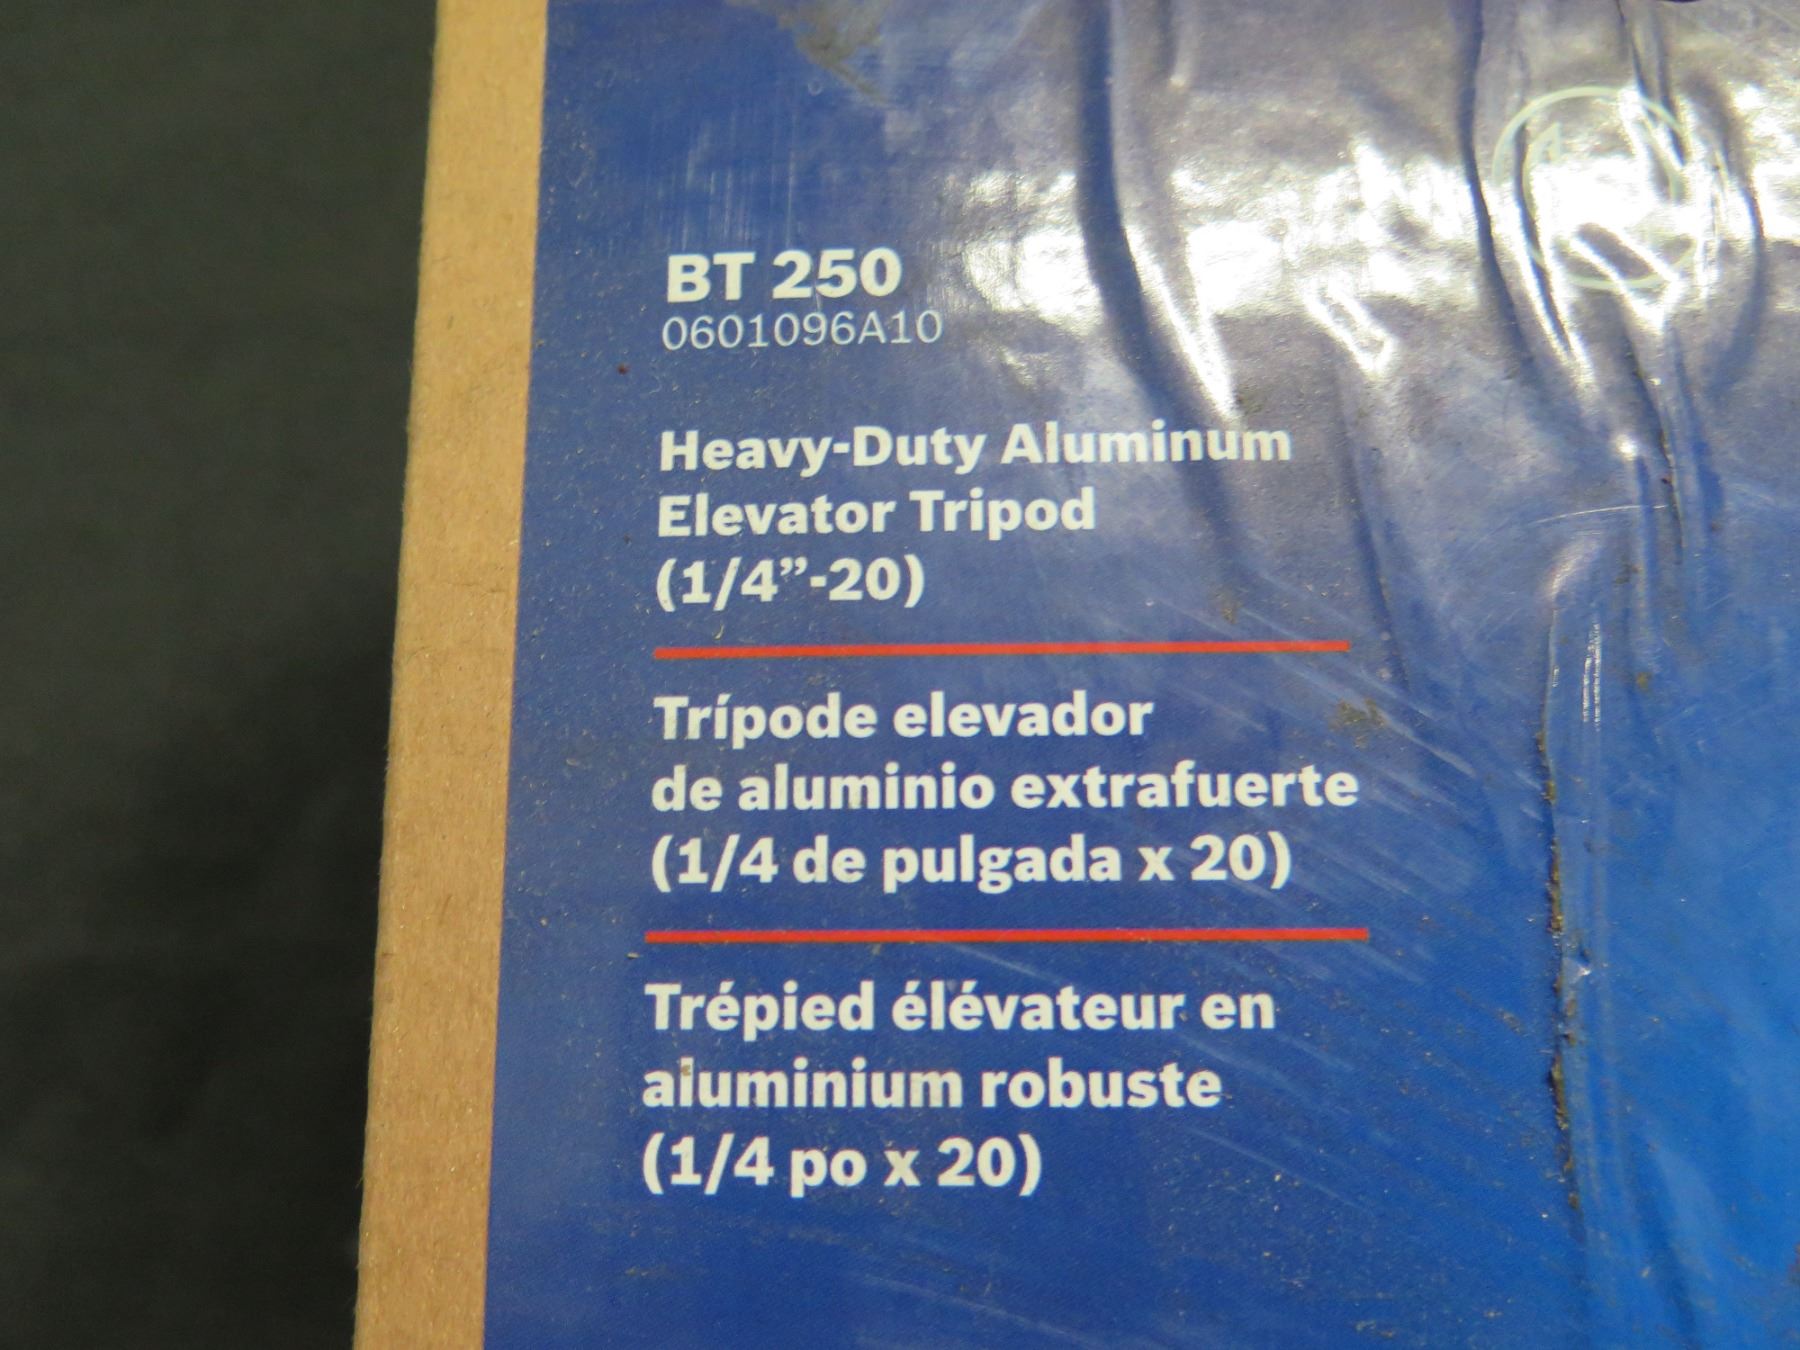 BT 250
0601096A10
Heavy-Duty Aluminum
Elevator Tripod
(1/4”-20)
Trípode elevador
de aluminio extrafuerte
(1/4 de pulgada x 20)
Trépied élévateur en
aluminium robuste
(1/4 po x 20)